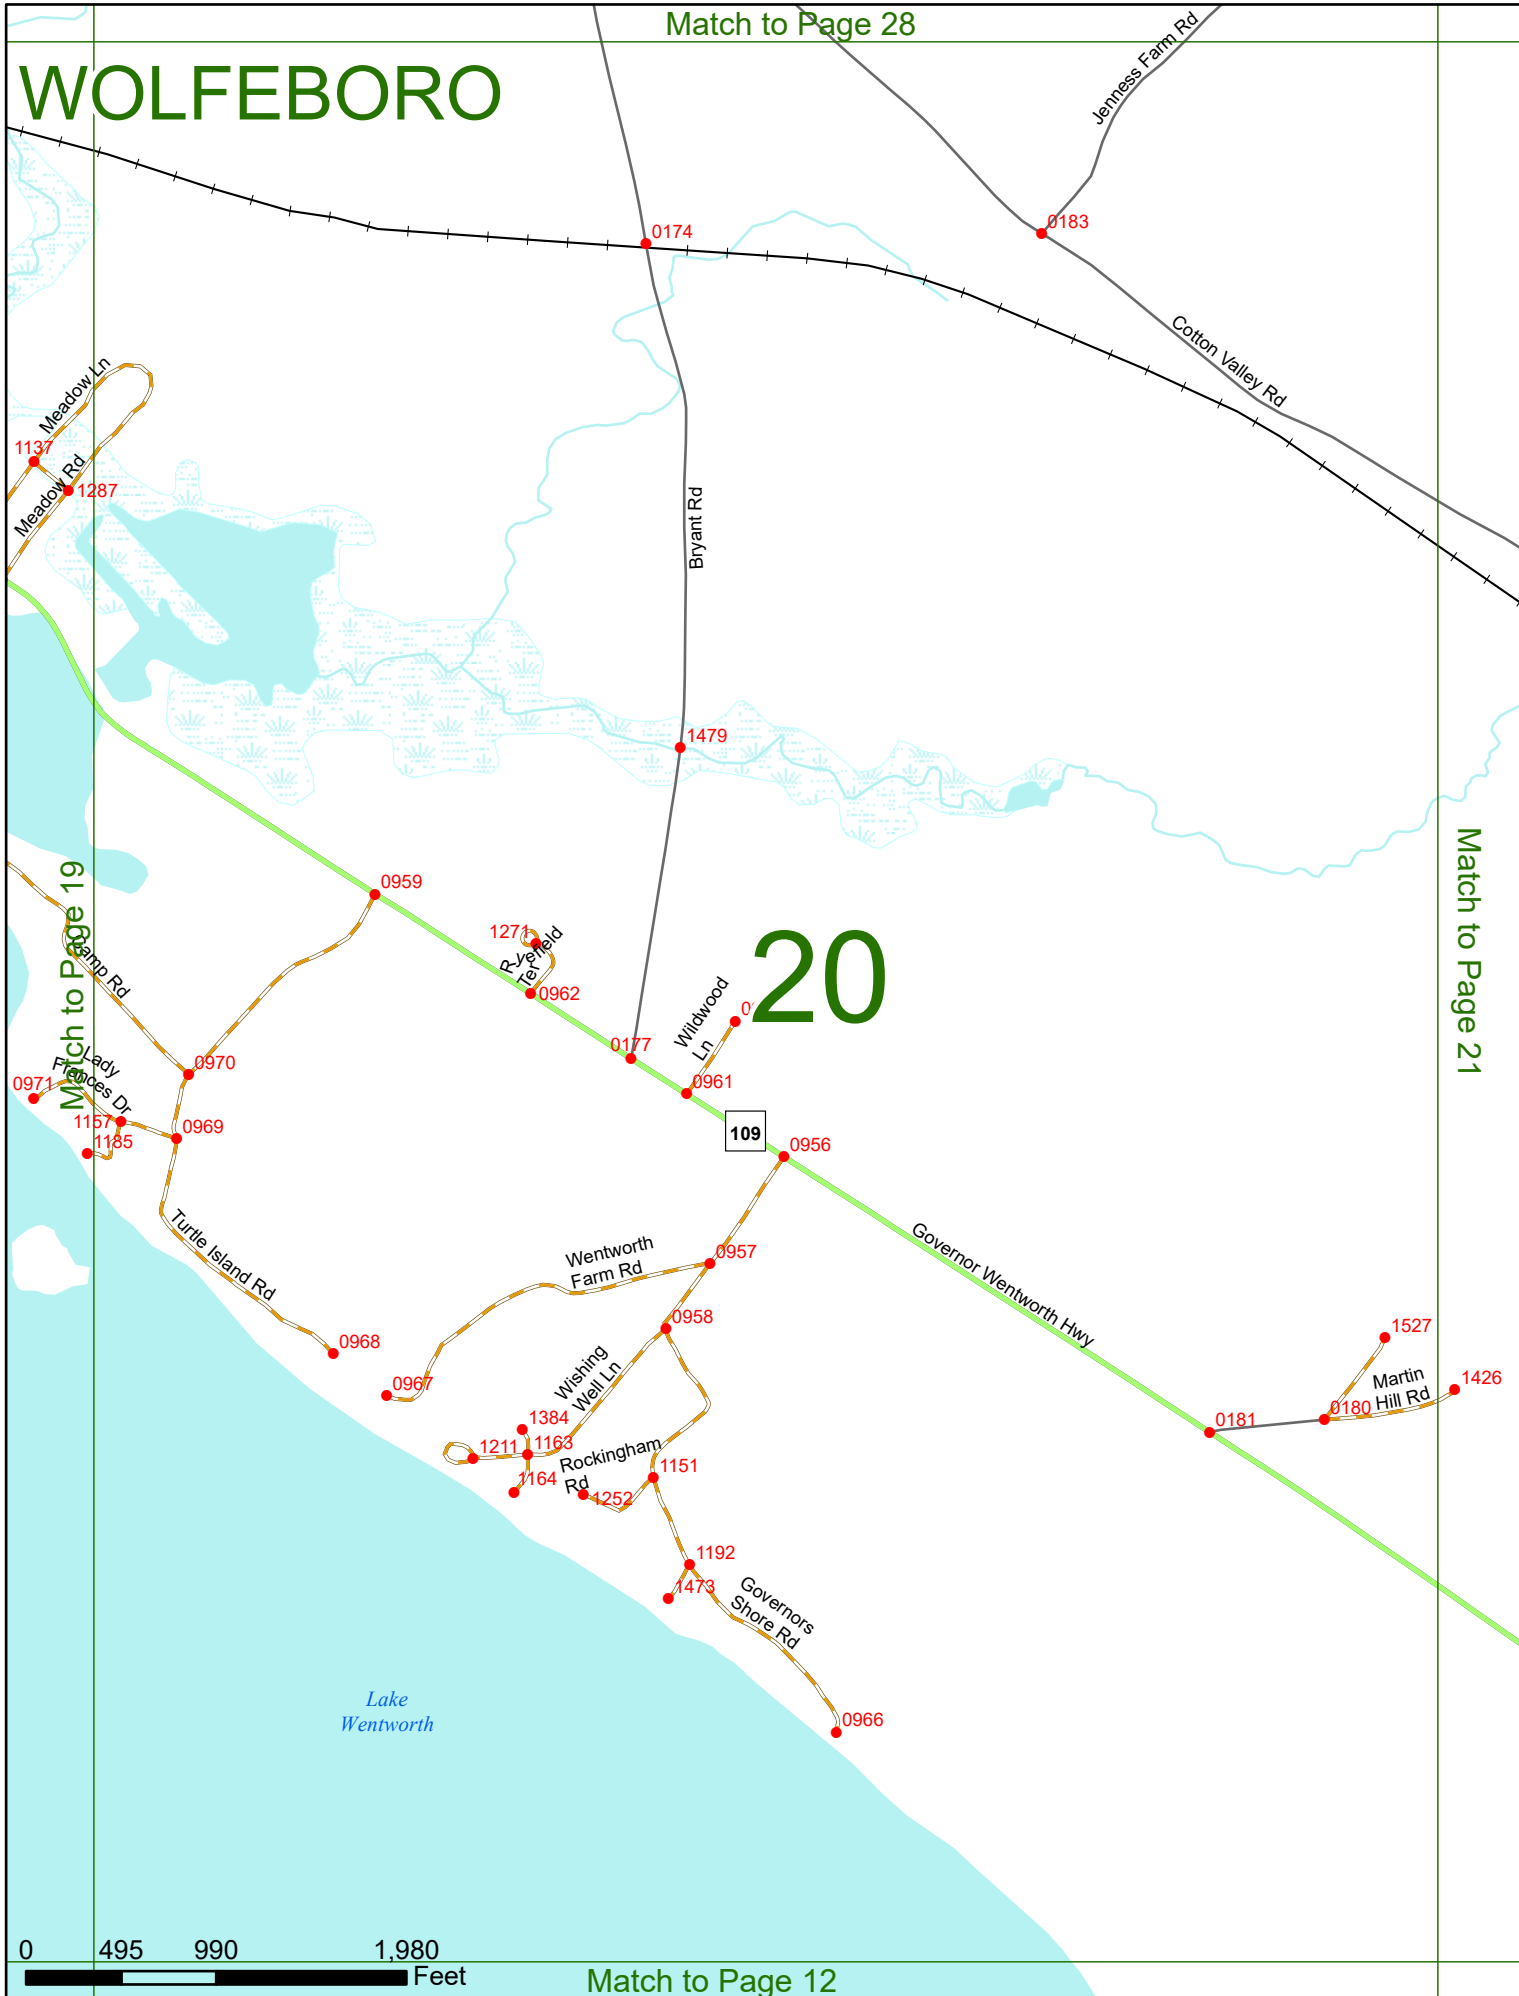 Match to Page 28
WOLFEBORO
Jenness Farm Rd
0174
0183
Cotton Valley Rd
Meadow Ln
1137
Meadow Rd
1287
Bryant Rd
1479
Match to Page 19
Match to Page 21
0959
1271
Ryefield
Ter
0962
20
Wildwood
Ln
0177
0961
109
Camp Rd
0970
Lady
Frances Dr
0971
1157
0969
1185
0956
Turtle Island Rd
Wentworth
Farm Rd
0957
Governor Wentworth Hwy
0958
0968
0967
Wishing
Well Ln
1527
Martin
Hill Rd
1426
0180
0181
1384
1211
1163
1164
Rockingham
Rd
1151
1252
1192
1473
Governors
Shore Rd
0966
Lake
Wentworth
0 495 990 1,980
Feet
Match to Page 12